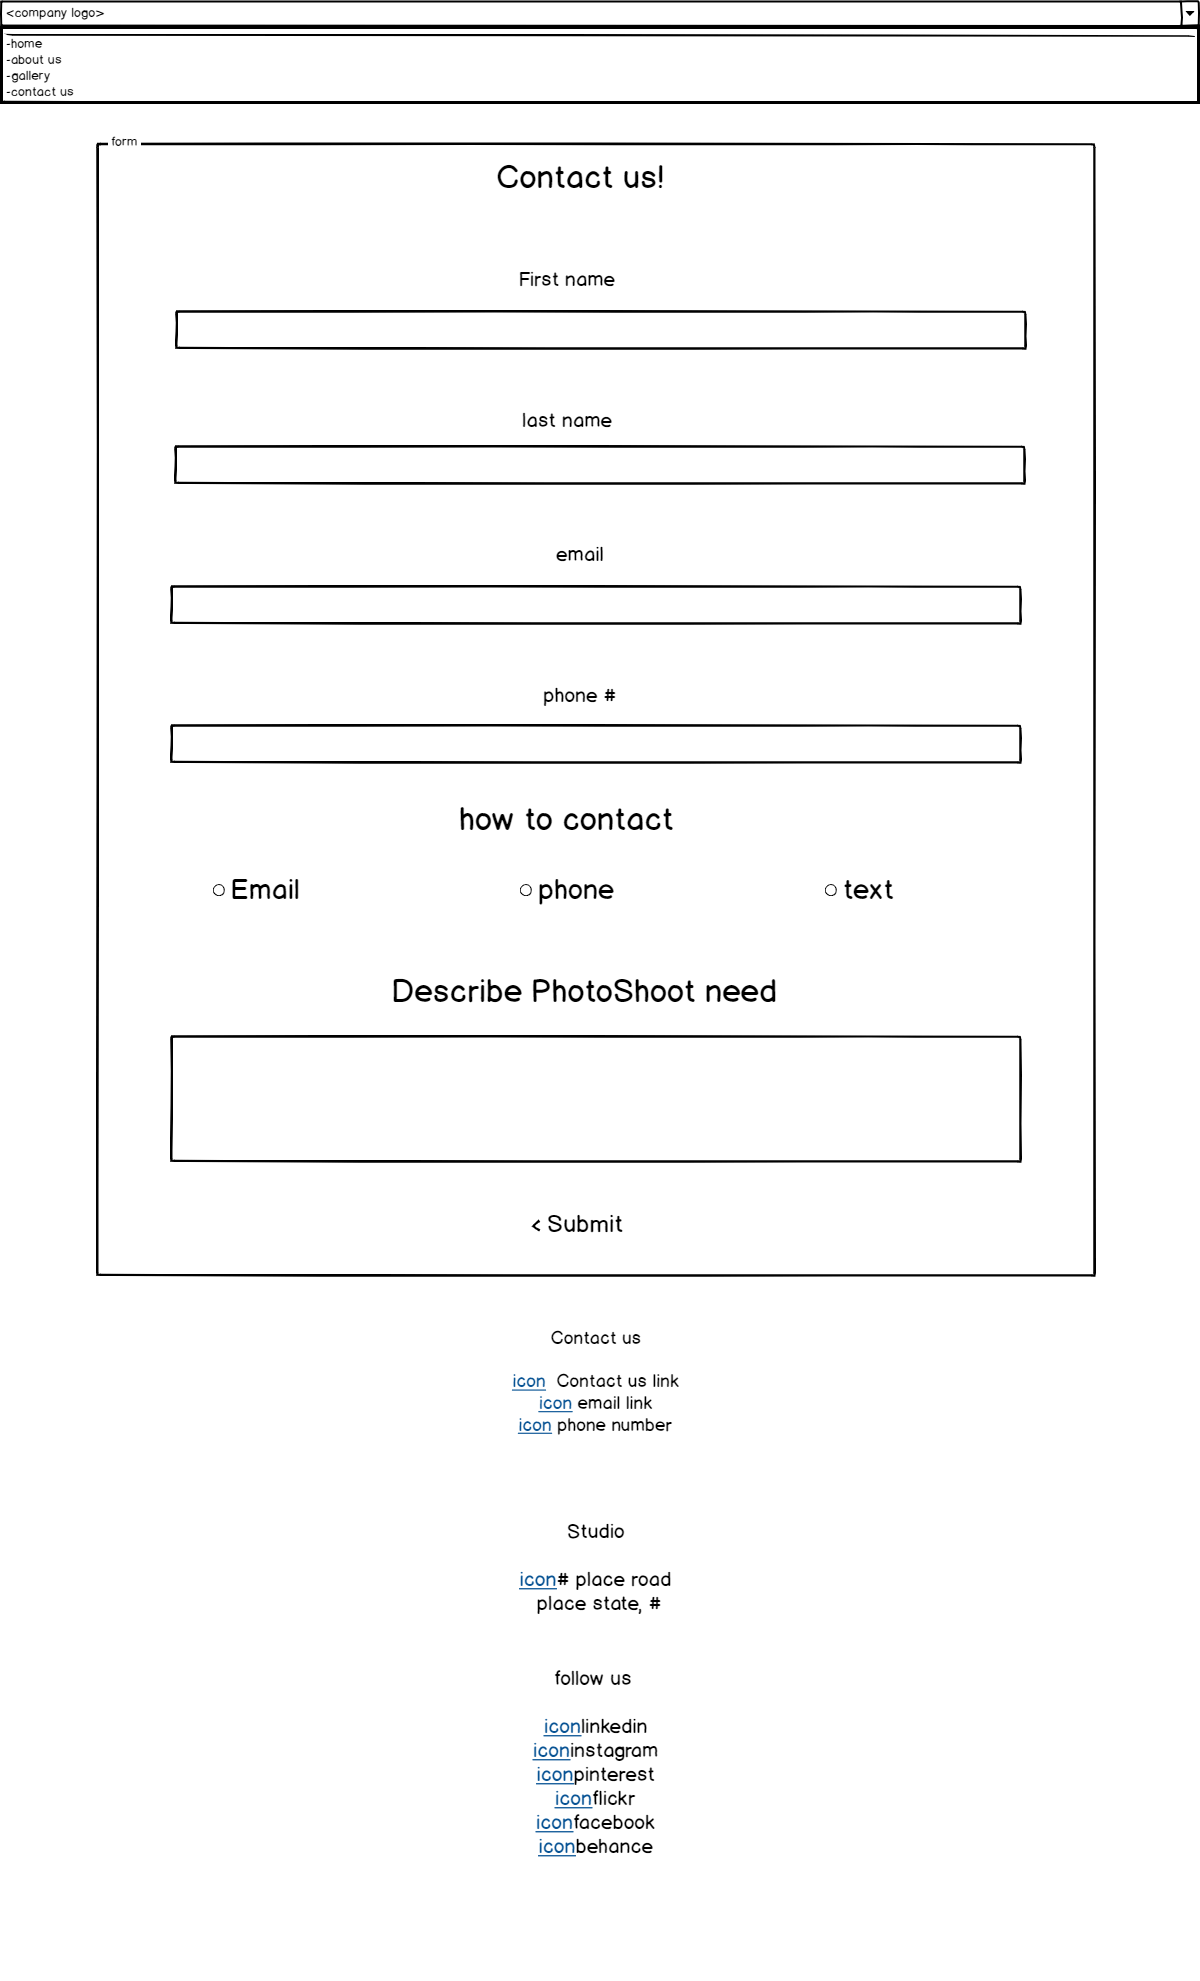 <company logo>
-home
-about us
-gallery
-contact us
form
Contact us!
First name
last name
email
phone #
how to contact
Email phone text
Describe PhotoShoot need
< Submit
Contact us
icon Contact us link
icon email link
icon phone number
Studio
icon# place road
place state, #
follow us
iconlinkedin
iconinstagram
iconpinterest
iconflickr
iconfacebook
iconbehance